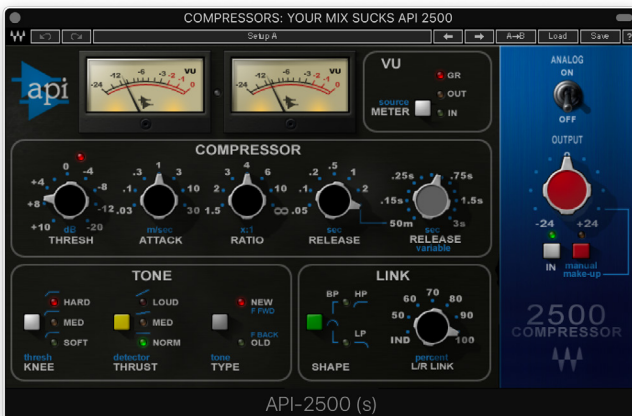 COMPRESSORS: YOUR MIX SUCKS API 2500
Setup A
A→B
Load
Save
?
api
-24 -12 -6 -3 -2 -1 0 VU
-24 -12 -6 -3 -2 -1 0 VU
VU
GR
OUT
IN
source
METER
ANALOG
ON
OFF
OUTPUT
0
-24 +24
IN
manual
make-up
2500
COMPRESSOR
COMPRESSOR
0 -4 -8 -12 -20 +4 +8 +10
dB
THRESH
.03 .1 .3 1 3 10 30
m/sec
ATTACK
1.5 2 3 4 6 10 ∞
x:1
RATIO
.05 .1 .2 .5 1 2
sec
RELEASE
50m .15s .25s .75s 1.5s 3s
sec
RELEASE
variable
TONE
HARD
MED
SOFT
thresh
KNEE
LOUD
MED
NORM
detector
THRUST
NEW
F FWD
F BACK
OLD
tone
TYPE
LINK
BP HP
LP
SHAPE
IND 50 60 70 80 90 100
percent
L/R LINK
API-2500 (s)